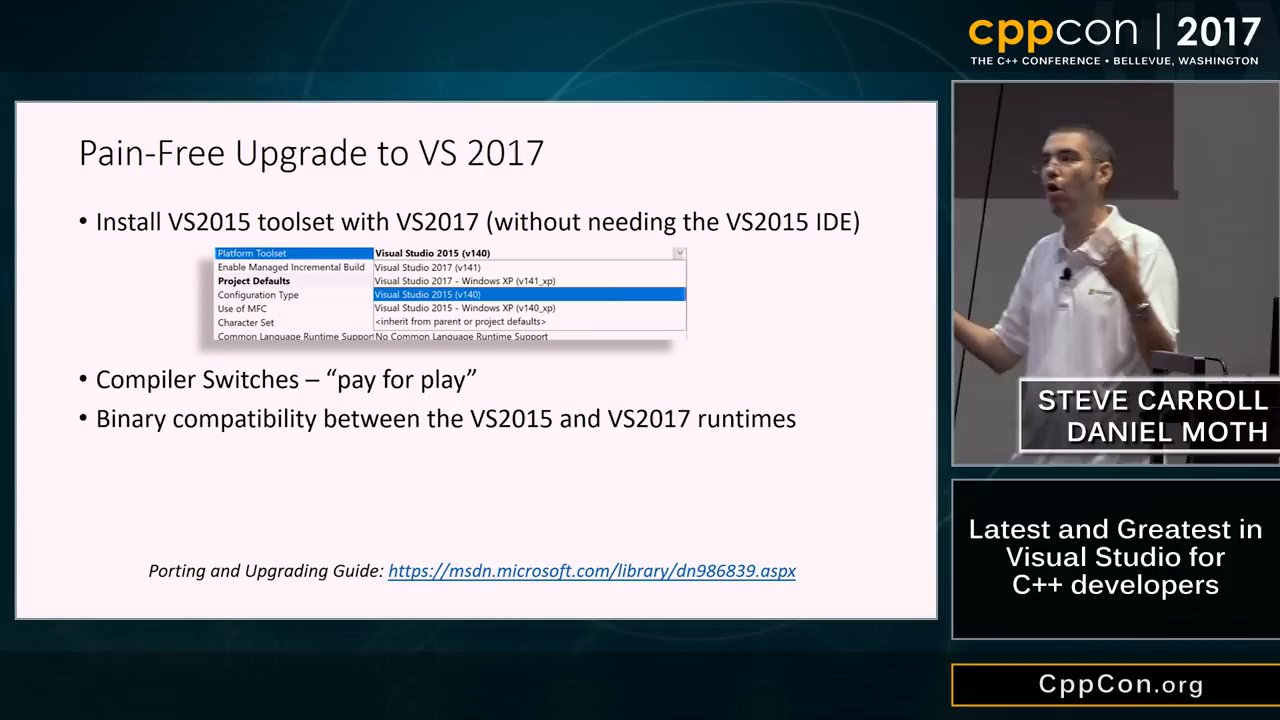 cppcon | 2017
THE C++ CONFERENCE • BELLEVUE, WASHINGTON
Pain-Free Upgrade to VS 2017
• Install VS2015 toolset with VS2017 (without needing the VS2015 IDE)
Platform Toolset Visual Studio 2015 (v140)
Enable Managed Incremental Build Visual Studio 2017 (v141)
Project Defaults Visual Studio 2017 - Windows XP (v141_xp)
Configuration Type Visual Studio 2015 (v140)
Use of MFC Visual Studio 2015 - Windows XP (v140_xp)
Character Set <inherit from parent or project defaults>
Common Language Runtime Support No Common Language Runtime Support
• Compiler Switches – “pay for play”
• Binary compatibility between the VS2015 and VS2017 runtimes
Porting and Upgrading Guide: https://msdn.microsoft.com/library/dn986839.aspx
STEVE CARROLL
DANIEL MOTH
Latest and Greatest in
Visual Studio for
C++ developers
CppCon.org